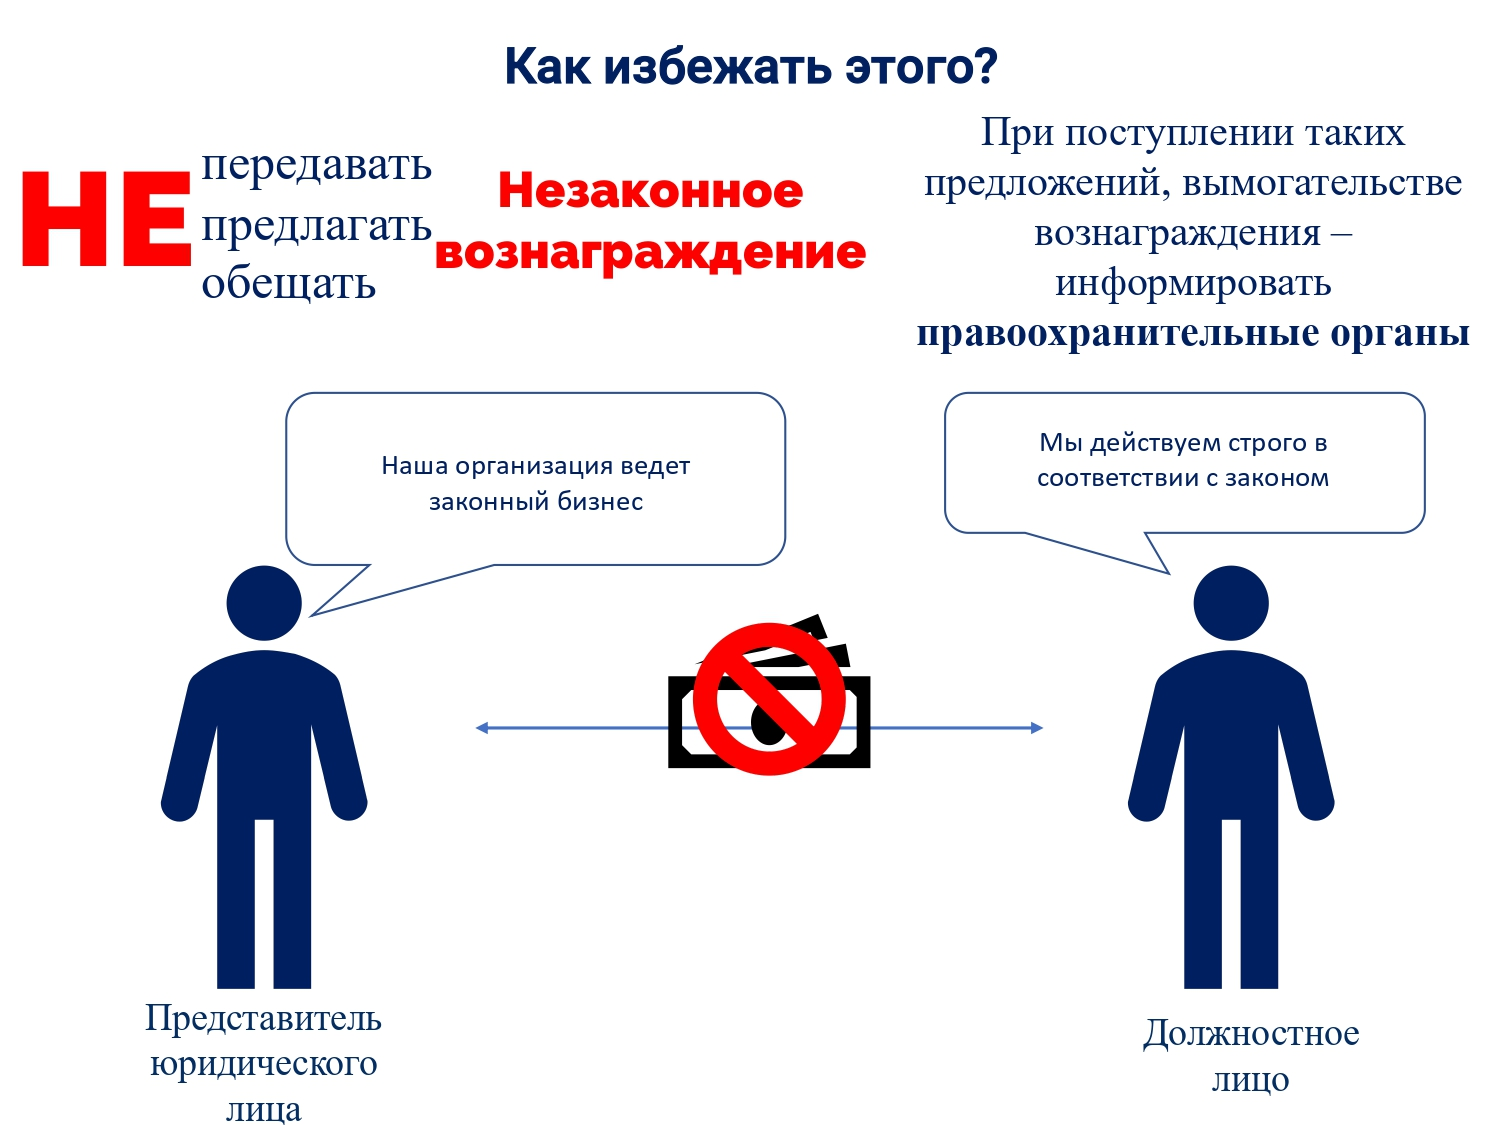 Как избежать этого?
НЕ
передавать
предлагать
обещать
Незаконное
вознаграждение
При поступлении таких
предложений, вымогательстве
вознаграждения –
информировать
правоохранительные органы
Наша организация ведет
законный бизнес
Мы действуем строго в
соответствии с законом
Представитель
юридического
лица
Должностное
лицо